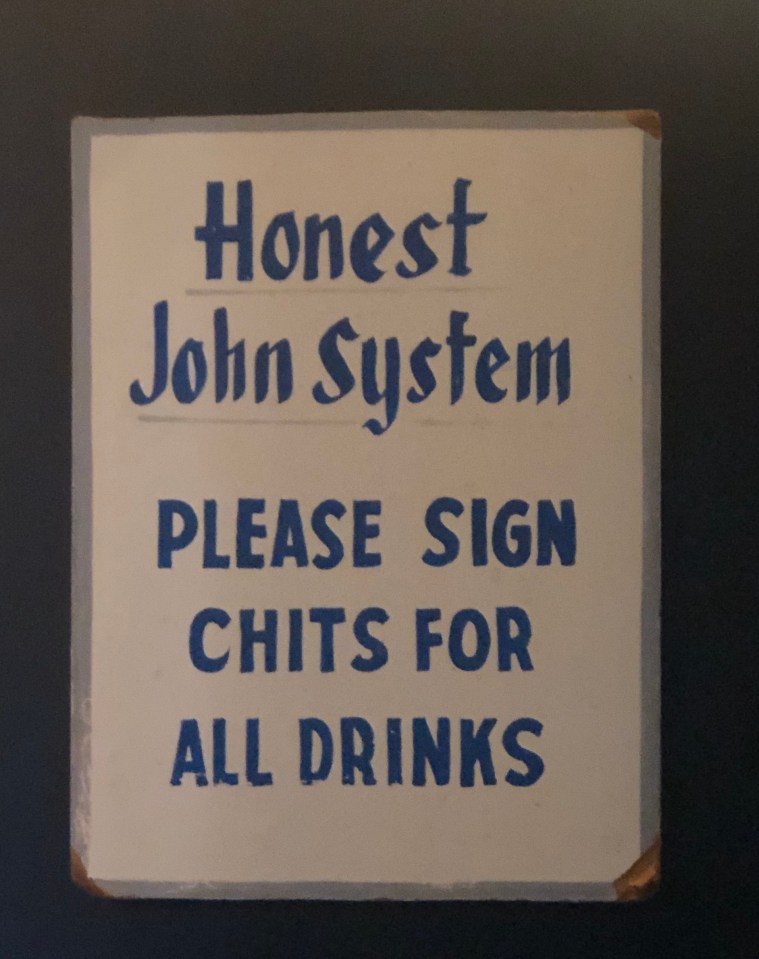 Honest
John System
PLEASE SIGN
CHITS FOR
ALL DRINKS